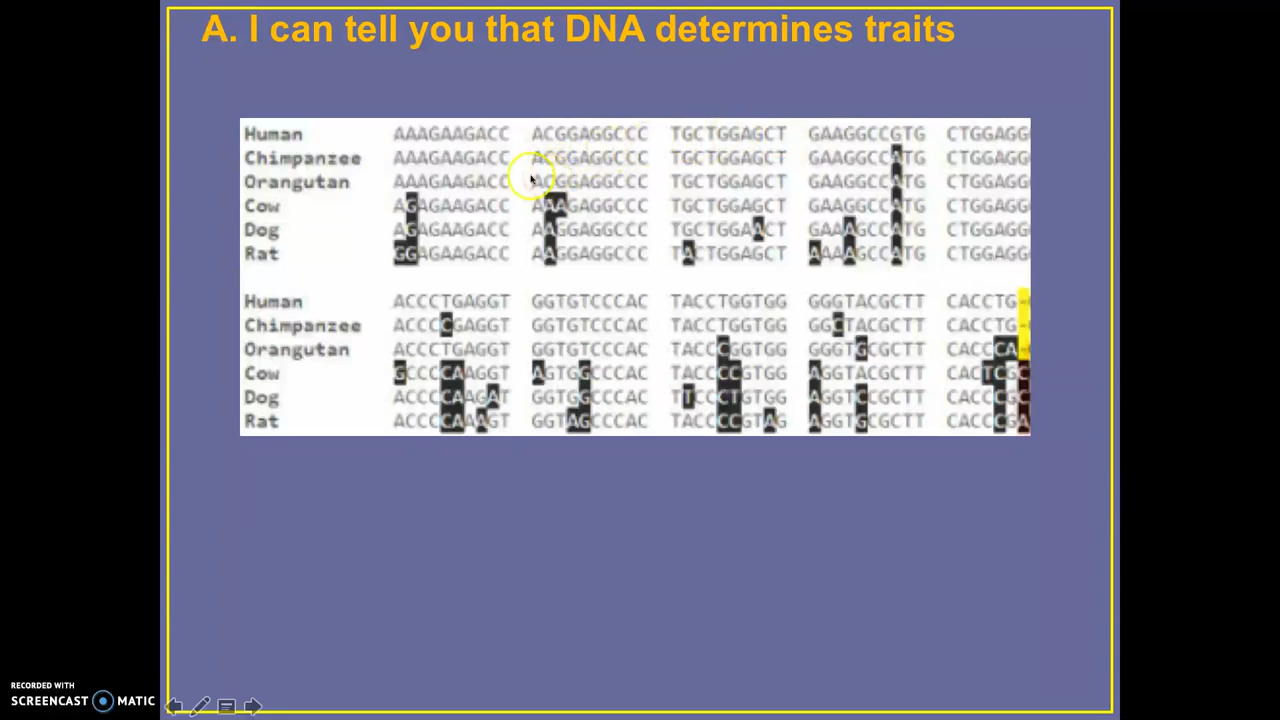 A. I can tell you that DNA determines traits
Human AAAGAAGACC ACGGAGGCCC TGCTGGAGCT GAAGGCCGTG CTGGAGG
Chimpanzee AAAGAAGACC ACGGAGGCCC TGCTGGAGCT GAAGGCCATG CTGGAGG
Orangutan AAAGAAGACC ACGGAGGCCC TGCTGGAGCT GAAGGCCATG CTGGAGG
Cow AGAGAAGACC AAAGAGGCCC TGCTGGAGCT GAAGGCCATG CTGGAGG
Dog AGAGAAGACC AAGGAGGCCC TGCTGGAACT GAAAGCCATG CTGGAGG
Rat GGAGAAGACC AAGGAGGCCC TACTGGAGCT AAAAGCCATG CTGGAGG
Human ACCCTGAGGT GGTGTCCCAC TACCTGGTGG GGGTACGCTT CACCTG-
Chimpanzee ACCCCGAGGT GGTGTCCCAC TACCTGGTGG GGCTACGCTT CACCTG-
Orangutan ACCCTGAGGT GGTGTCCCAC TACCCGGTGG GGGTGCGCTT CACCCA-
Cow GCCCCAAGGT AGTGGCCCAC TACCCCGTGG AGGTACGCTT CACTCGC
Dog ACCCCAAGAT GGTGGCCCAC TTCCCTGTGG AGGTCCGCTT CACCCGC
Rat ACCCCAAAGT GGTAGCCCAC TACCCCGTAG AGGTGCGCTT CACCCGA
RECORDED WITH
SCREENCAST MATIC